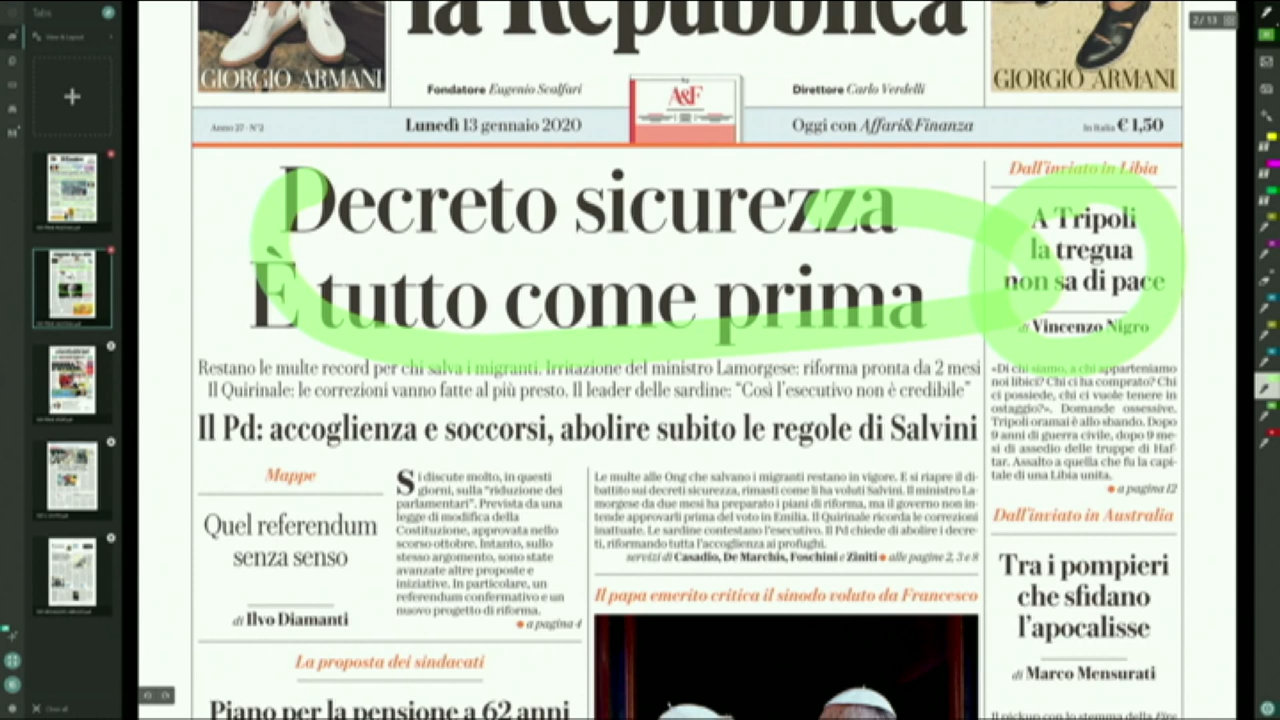 Tabs
View & Layout
2 / 13
la Repubblica
GIORGIO ARMANI
GIORGIO ARMANI
Fondatore Eugenio Scalfari
A&F
Direttore Carlo Verdelli
Anno 27 - N°2
Lunedì 13 gennaio 2020
Oggi con Affari&Finanza
In Italia € 1,50
Decreto sicurezza
È tutto come prima
Restano le multe record per chi salva i migranti. Irritazione del ministro Lamorgese: riforma pronta da 2 mesi
Il Quirinale: le correzioni vanno fatte al più presto. Il leader delle sardine: “Così l’esecutivo non è credibile”
Il Pd: accoglienza e soccorsi, abolire subito le regole di Salvini
Mappe
Quel referendum
senza senso
di Ilvo Diamanti
Si discute molto, in questi
giorni, sulla “riduzione dei
parlamentari”. Prevista da una
legge di modifica della
Costituzione, approvata nello
scorso ottobre. Intanto, sullo
stesso argomento, sono state
avanzate altre proposte e
iniziative. In particolare, un
referendum confermativo e un
nuovo progetto di riforma.
a pagina 4
Le multe alle Ong che salvano i migranti restano in vigore. E si riapre il di-
battito sui decreti sicurezza, rimasti come li ha voluti Salvini. Il ministro La-
morgese da due mesi ha preparato i piani di riforma, ma il governo non in-
tende approvarli prima del voto in Emilia. Il Quirinale ricorda le correzioni
inattuate. Le sardine contestano l’esecutivo. Il Pd chiede di abolire i decre-
ti, riformando tutta l’accoglienza ai profughi.
servizi di Casadio, De Marchis, Foschini e Ziniti alle pagine 2, 3 e 8
Il papa emerito critica il sinodo voluto da Francesco
La proposta dei sindacati
Piano per la pensione a 62 anni
Dall’inviato in Libia
A Tripoli
la tregua
non sa di pace
di Vincenzo Nigro
«Di chi siamo, a chi apparteniamo
noi libici? Chi ci ha comprato? Chi
ci possiede, chi ci vuole tenere in
ostaggio?». Domande ossessive.
Tripoli oramai è allo sbando. Dopo
9 anni di guerra civile, dopo 9 me-
si di assedio delle truppe di Haf-
tar. Assalto a quella che fu la capi-
tale di una Libia unita.
a pagina 12
Dall’inviato in Australia
Tra i pompieri
che sfidano
l’apocalisse
di Marco Mensurati
Close all